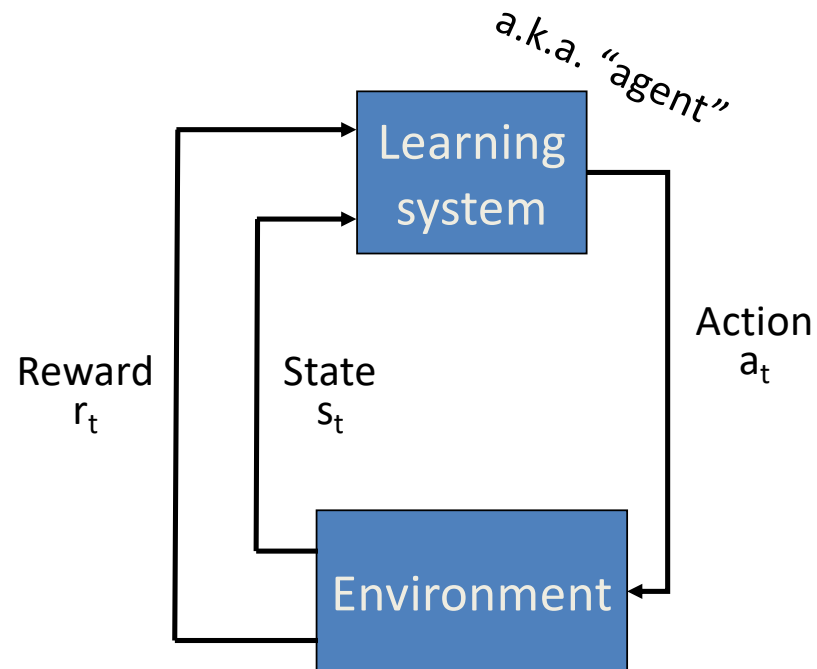 a.k.a. “agent”
Learning
system
Action
aₜ
Reward
rₜ
State
sₜ
Environment